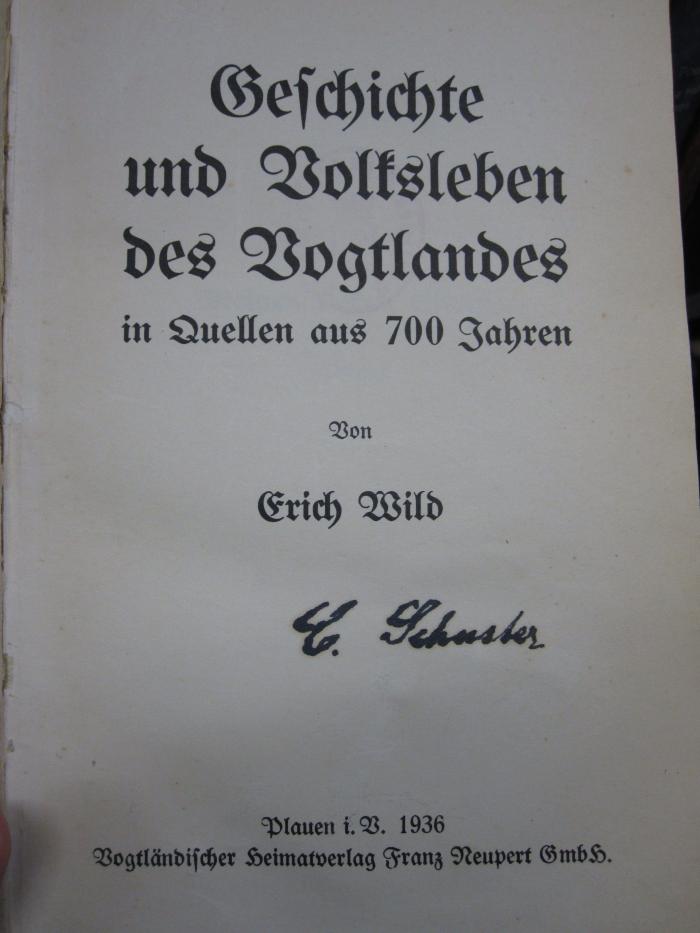 Geschichte
und Volksleben
des Vogtlandes
in Quellen aus 700 Jahren
Von
Erich Wild
E. Schuster
Plauen i. V. 1936
Vogtländischer Heimatverlag Franz Neupert GmbH.